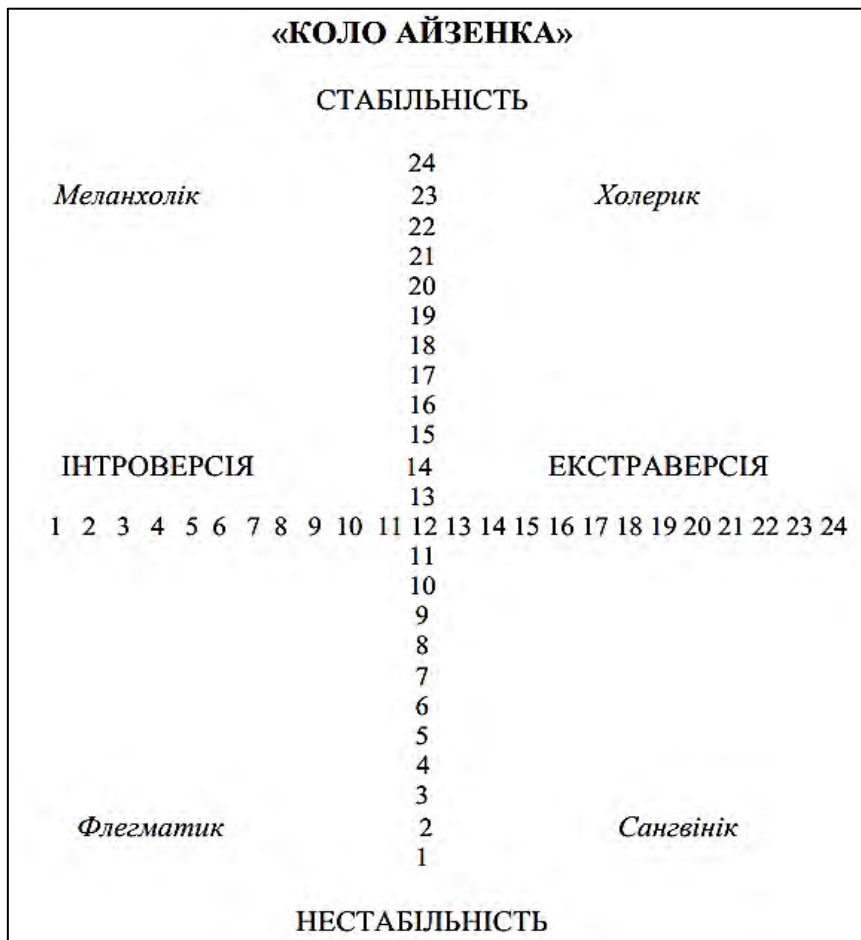 «КОЛО АЙЗЕНКА»
СТАБІЛЬНІСТЬ
24
Меланхолік 23 Холерик
22
21
20
19
18
17
16
15
ІНТРОВЕРСІЯ 14 ЕКСТРАВЕРСІЯ
13
1 2 3 4 5 6 7 8 9 10 11 12 13 14 15 16 17 18 19 20 21 22 23 24
11
10
9
8
7
6
5
4
3
Флегматик 2 Сангвінік
1
НЕСТАБІЛЬНІСТЬ